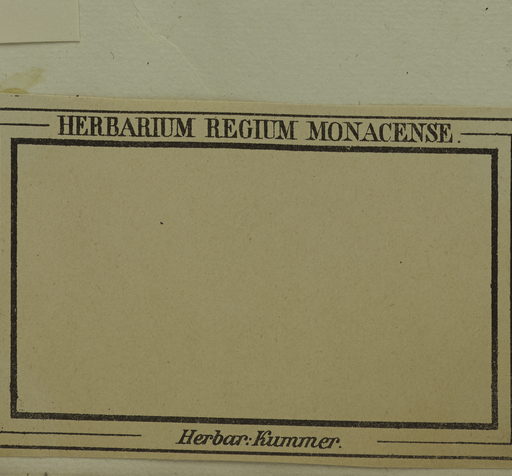 HERBARIUM REGIUM MONACENSE.
Herbar: Kummer.